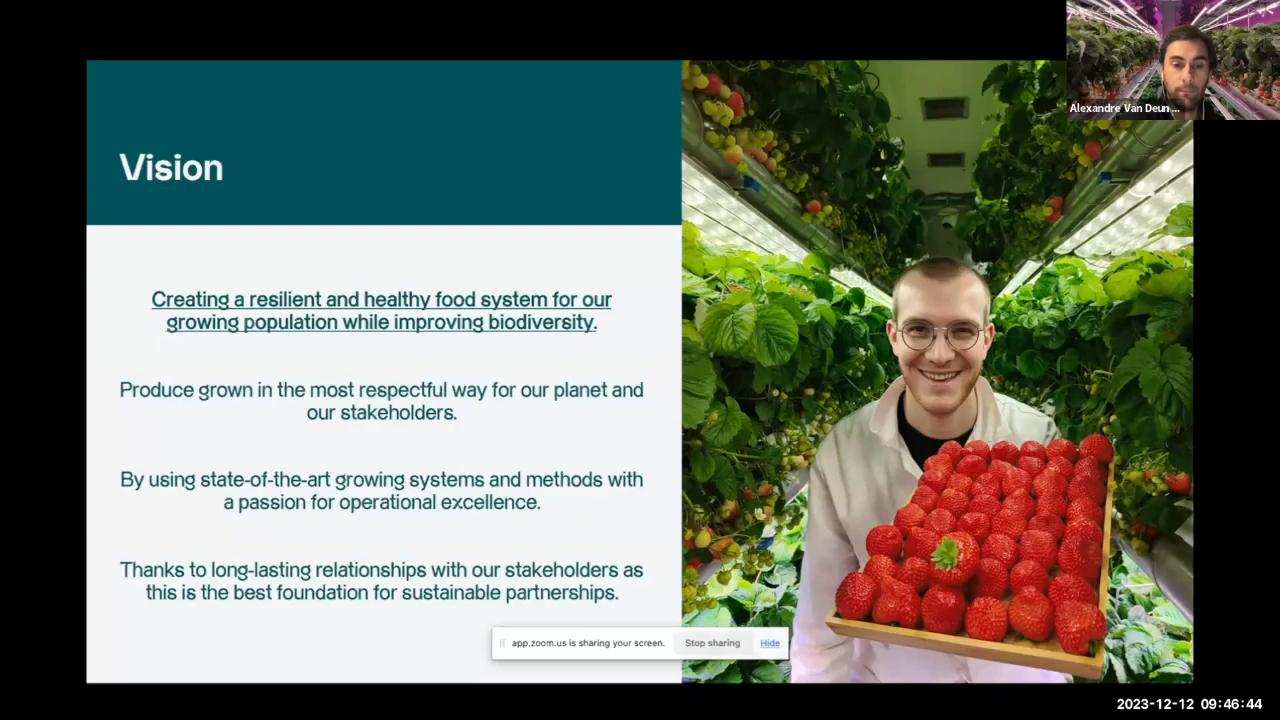 Alexandre Van Deun ...
Vision
Creating a resilient and healthy food system for our
growing population while improving biodiversity.
Produce grown in the most respectful way for our planet and
our stakeholders.
By using state-of-the-art growing systems and methods with
a passion for operational excellence.
Thanks to long-lasting relationships with our stakeholders as
this is the best foundation for sustainable partnerships.
app.zoom.us is sharing your screen. Stop sharing Hide
2023-12-12 09:46:44